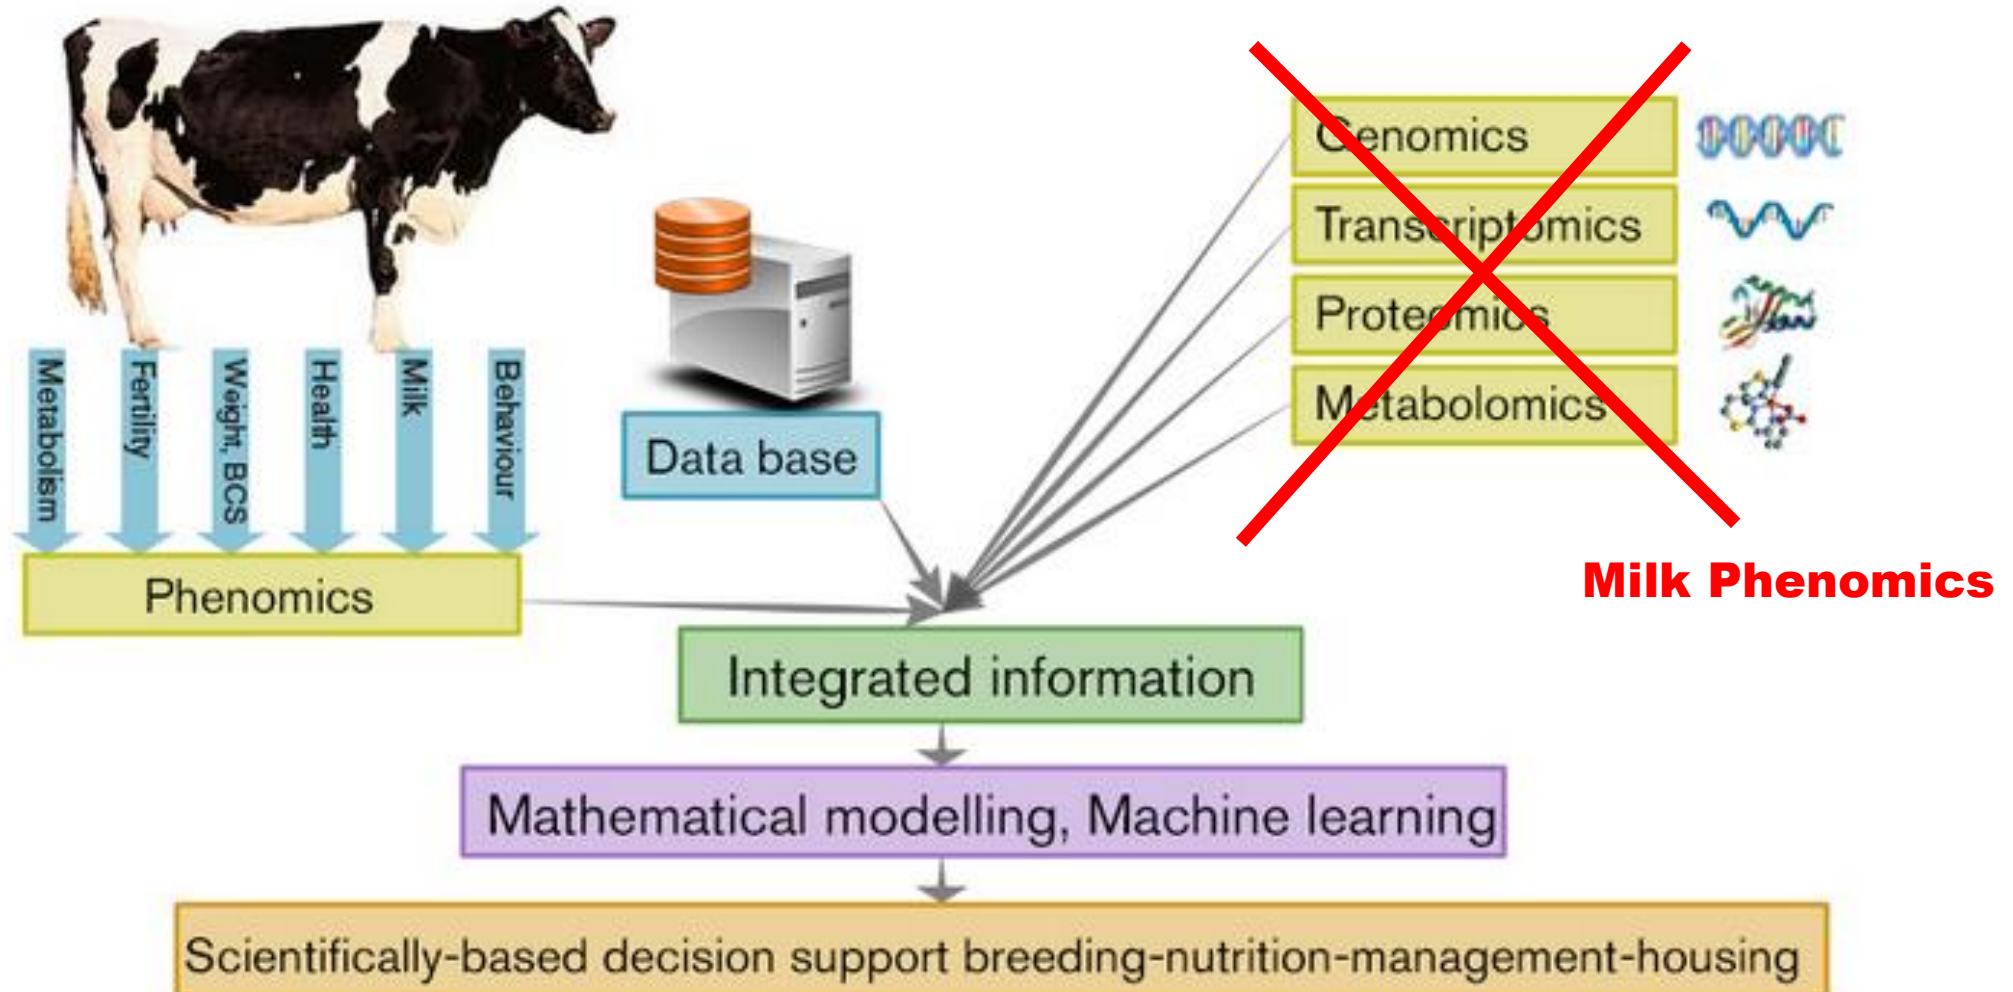 Genomics
Transcriptomics
Proteomics
Metabolomics
Metabolism
Fertility
Weight, BCS
Health
Milk
Behaviour
Data base
Phenomics
Milk Phenomics
Integrated information
Mathematical modelling, Machine learning
Scientifically-based decision support breeding-nutrition-management-housing